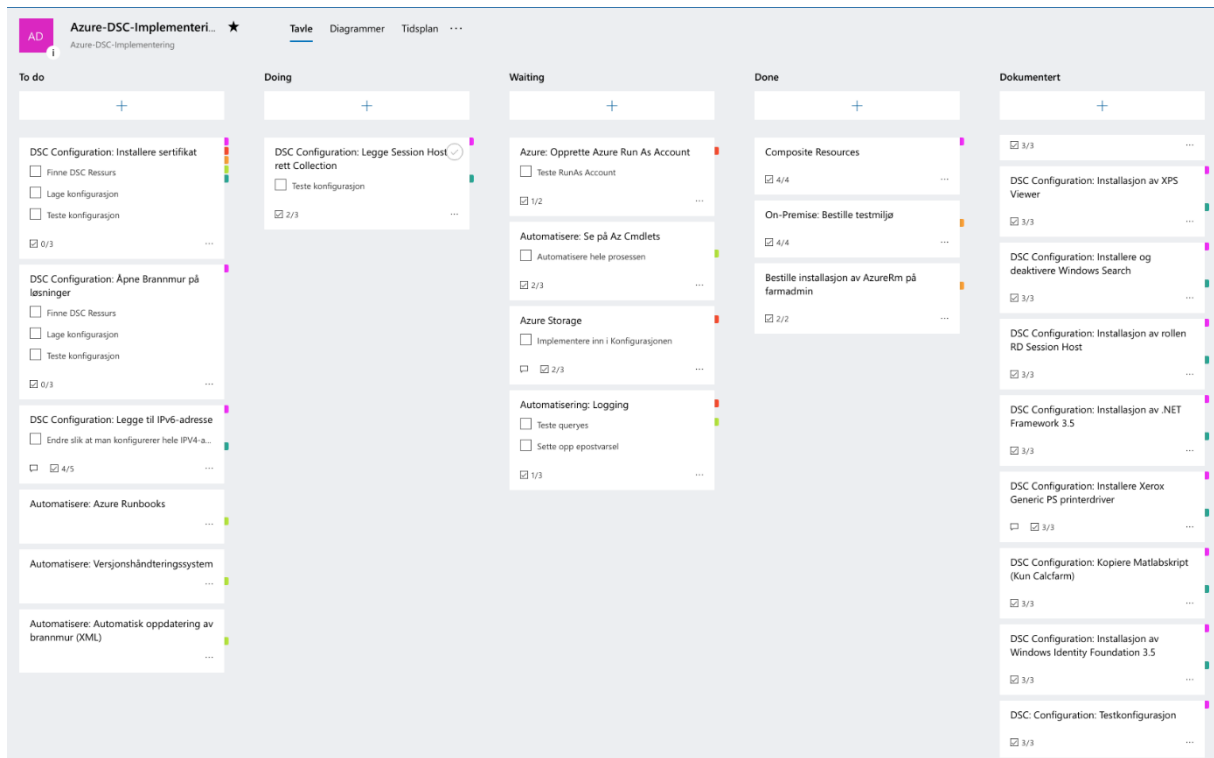 AD
Azure-DSC-Implementeri...
Azure-DSC-Implementering
Tavle
Diagrammer
Tidsplan
To do
DSC Configuration: Installere sertifikat
Finne DSC Ressurs
Lage konfigurasjon
Teste konfigurasjon
0/3
DSC Configuration: Åpne Brannmur på
løsninger
Finne DSC Ressurs
Lage konfigurasjon
Teste konfigurasjon
0/3
DSC Configuration: Legge til IPv6-adresse
Endre slik at man konfigurerer hele IPV4-a...
4/5
Automatisere: Azure Runbooks
Automatisere: Versjonshåndteringssystem
Automatisere: Automatisk oppdatering av
brannmur (XML)
Doing
DSC Configuration: Legge Session Host
rett Collection
Teste konfigurasjon
2/3
Waiting
Azure: Opprette Azure Run As Account
Teste RunAs Account
1/2
Automatisere: Se på Az Cmdlets
Automatisere hele prosessen
2/3
Azure Storage
Implementere inn i Konfigurasjonen
2/3
Automatisering: Logging
Teste queryes
Sette opp epostvarsel
1/3
Done
Composite Resources
4/4
On-Premise: Bestille testmiljø
4/4
Bestille installasjon av AzureRm på
farmadmin
2/2
Dokumentert
3/3
DSC Configuration: Installasjon av XPS
Viewer
3/3
DSC Configuration: Installere og
deaktivere Windows Search
3/3
DSC Configuration: Installasjon av rollen
RD Session Host
3/3
DSC Configuration: Installasjon av .NET
Framework 3.5
3/3
DSC Configuration: Installere Xerox
Generic PS printerdriver
3/3
DSC Configuration: Kopiere Matlabskript
(Kun Calcfarm)
3/3
DSC Configuration: Installasjon av
Windows Identity Foundation 3.5
3/3
DSC: Configuration: Testkonfigurasjon
3/3